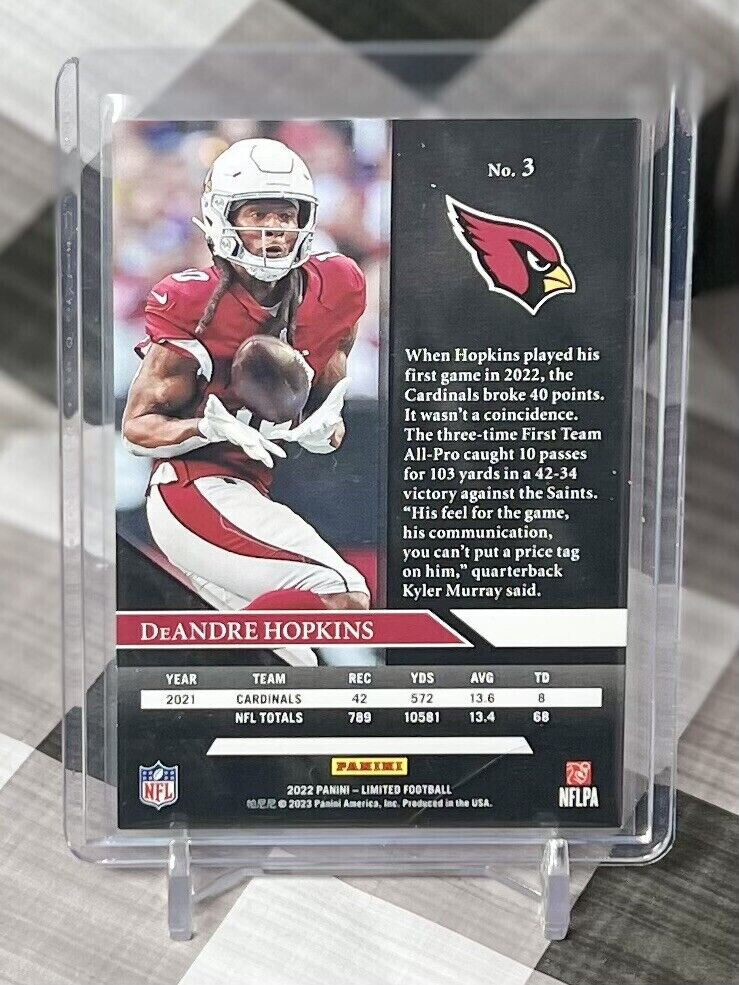 No. 3
When Hopkins played his
first game in 2022, the
Cardinals broke 40 points.
It wasn't a coincidence.
The three-time First Team
All-Pro caught 10 passes
for 103 yards in a 42-34
victory against the Saints.
“His feel for the game,
his communication,
you can't put a price tag
on him,” quarterback
Kyler Murray said.
DeANDRE HOPKINS
YEAR TEAM REC YDS AVG TD
2021 CARDINALS 42 572 13.6 8
NFL TOTALS 789 10581 13.4 68
PANINI
NFL
NFLPA
2022 PANINI – LIMITED FOOTBALL
帕尼尼 © 2023 Panini America, Inc. Produced in the USA.